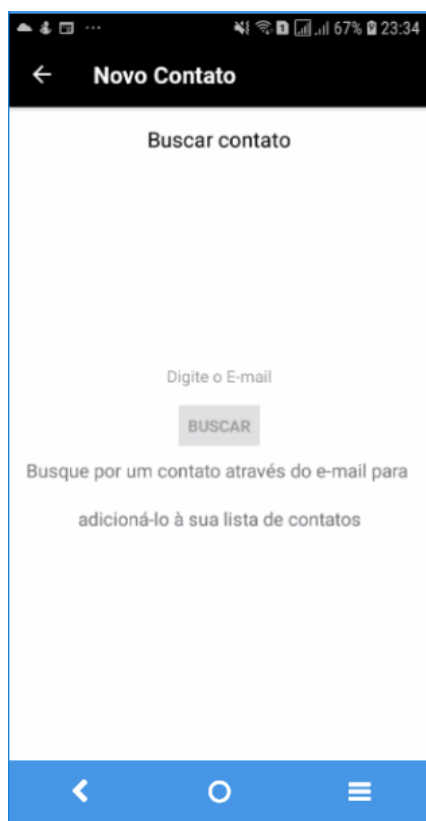 67% 23:34
Novo Contato
Buscar contato
Digite o E-mail
BUSCAR
Busque por um contato através do e-mail para
adicioná-lo à sua lista de contatos